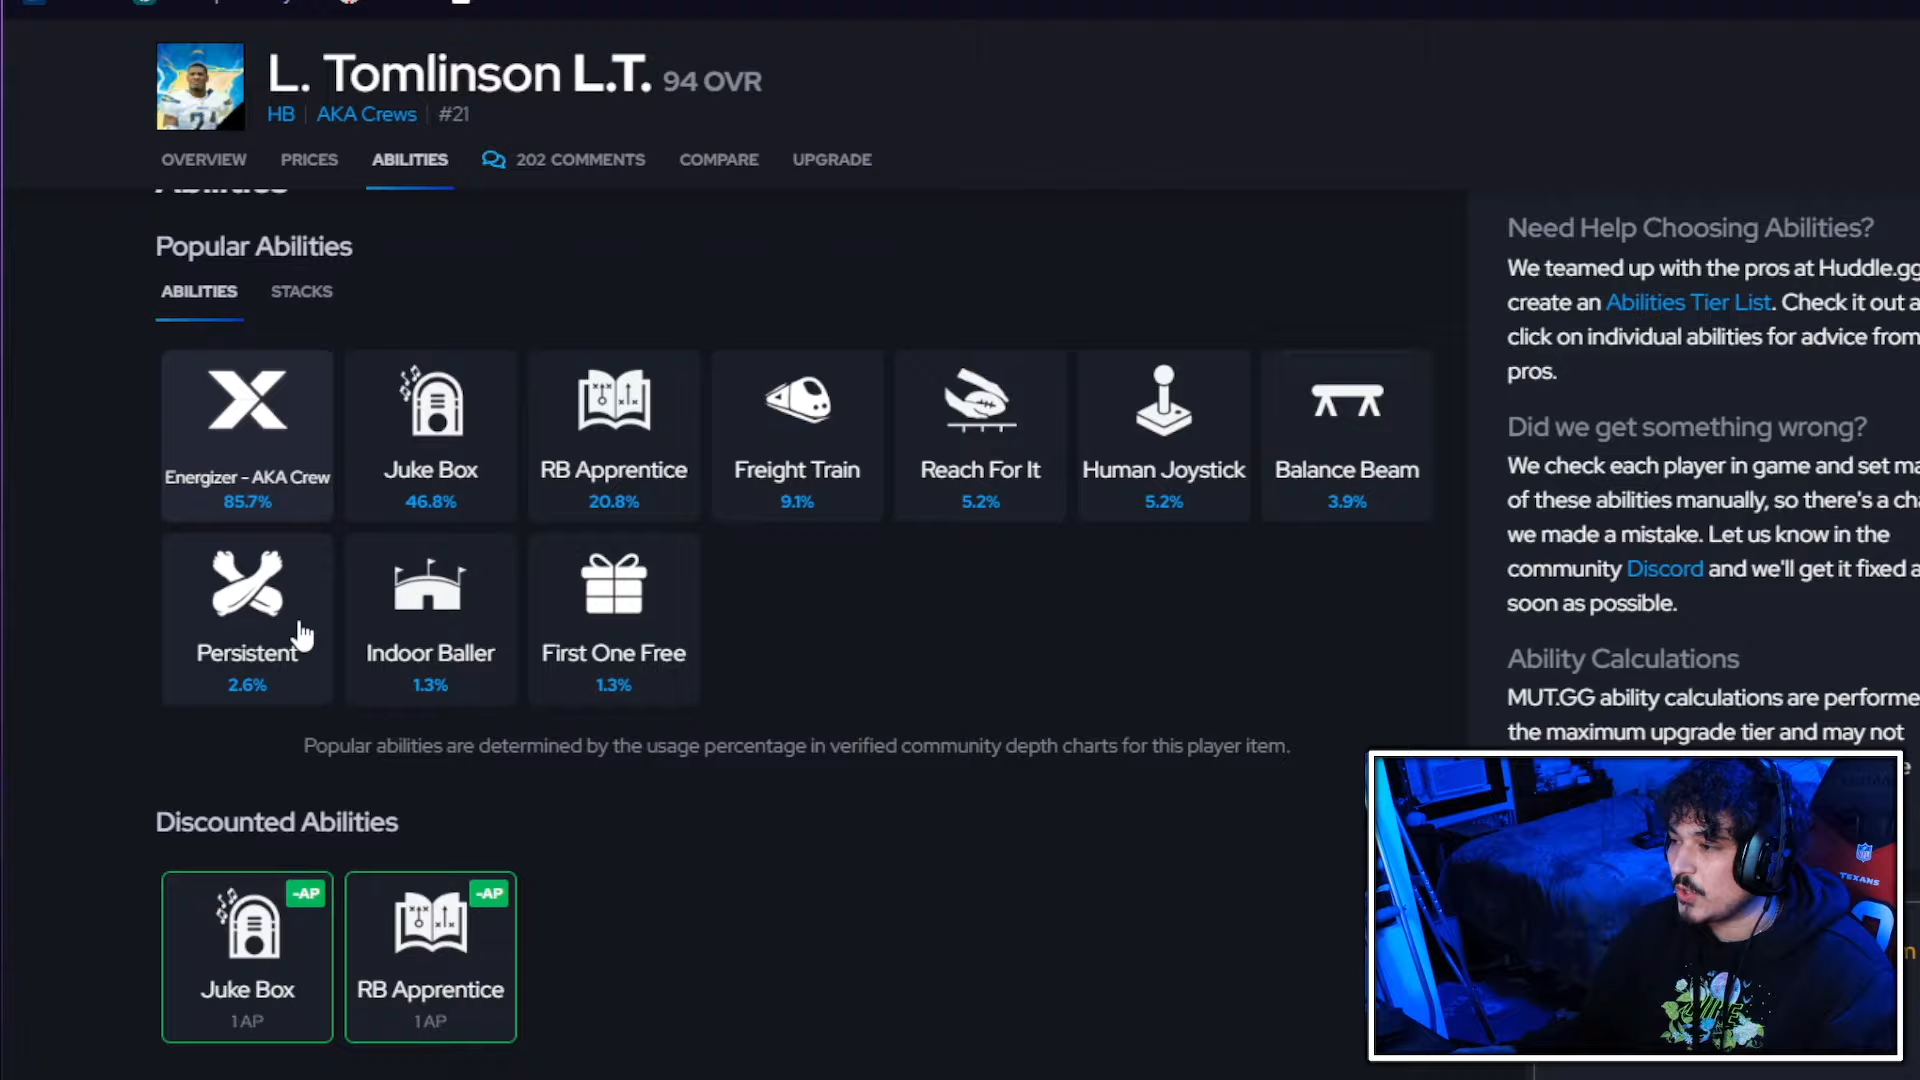 L. Tomlinson L.T. 94 OVR
HB AKA Crews #21
OVERVIEW PRICES ABILITIES 202 COMMENTS COMPARE UPGRADE
Abilities
Popular Abilities
ABILITIES STACKS
Energizer - AKA Crew
85.7%
Juke Box
46.8%
RB Apprentice
20.8%
Freight Train
9.1%
Reach For It
5.2%
Human Joystick
5.2%
Balance Beam
3.9%
Persistent
2.6%
Indoor Baller
1.3%
First One Free
1.3%
Popular abilities are determined by the usage percentage in verified community depth charts for this player item.
Discounted Abilities
-AP
Juke Box
1 AP
-AP
RB Apprentice
1 AP
Need Help Choosing Abilities?
We teamed up with the pros at Huddle.gg
create an Abilities Tier List. Check it out a
click on individual abilities for advice from
pros.
Did we get something wrong?
We check each player in game and set ma
of these abilities manually, so there's a cha
we made a mistake. Let us know in the
community Discord and we'll get it fixed a
soon as possible.
Ability Calculations
MUT.GG ability calculations are performe
the maximum upgrade tier and may not
NFL
TEXANS